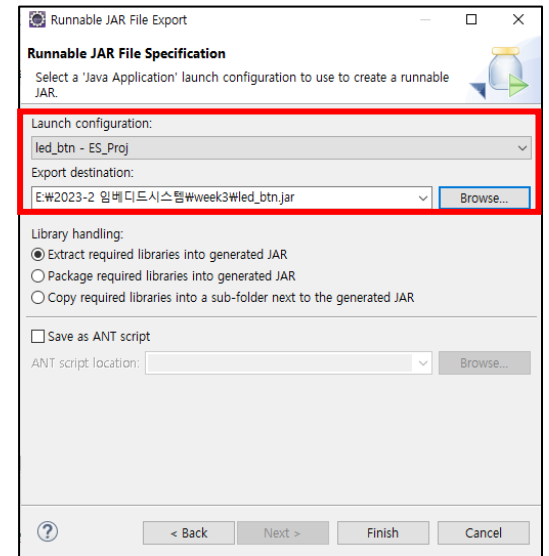 Runnable JAR File Export
Runnable JAR File Specification
Select a 'Java Application' launch configuration to use to create a runnable
JAR.
Launch configuration:
led_btn - ES_Proj
Export destination:
E:₩2023-2 임베디드시스템₩week3₩led_btn.jar
Browse...
Library handling:
Extract required libraries into generated JAR
Package required libraries into generated JAR
Copy required libraries into a sub-folder next to the generated JAR
Save as ANT script
ANT script location:
Browse...
?
< Back
Next >
Finish
Cancel